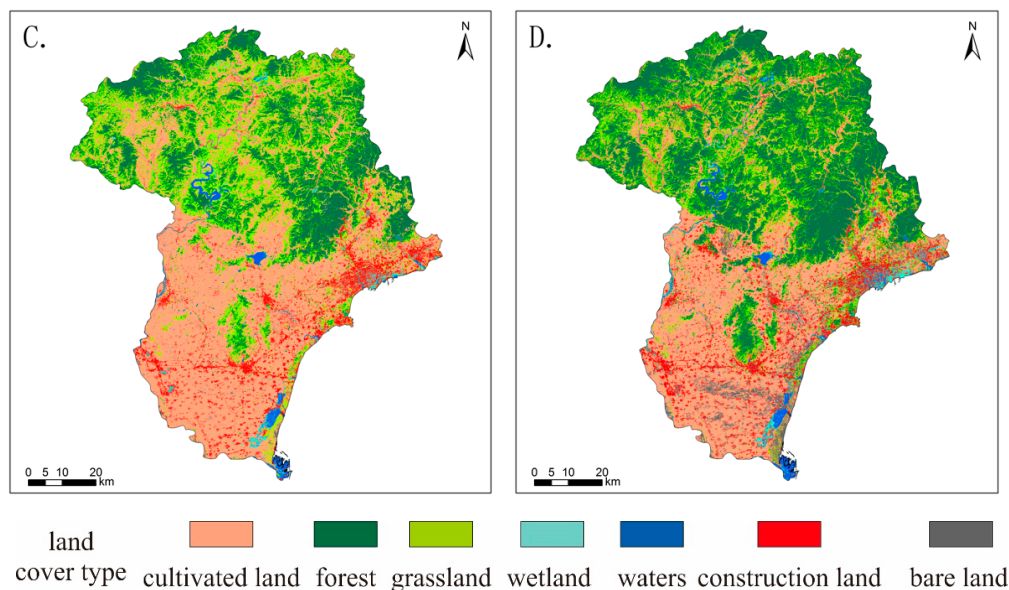 C.
N
0 5 10 20
km
D.
N
0 5 10 20
km
land
cover type
cultivated land
forest
grassland
wetland
waters
construction land
bare land